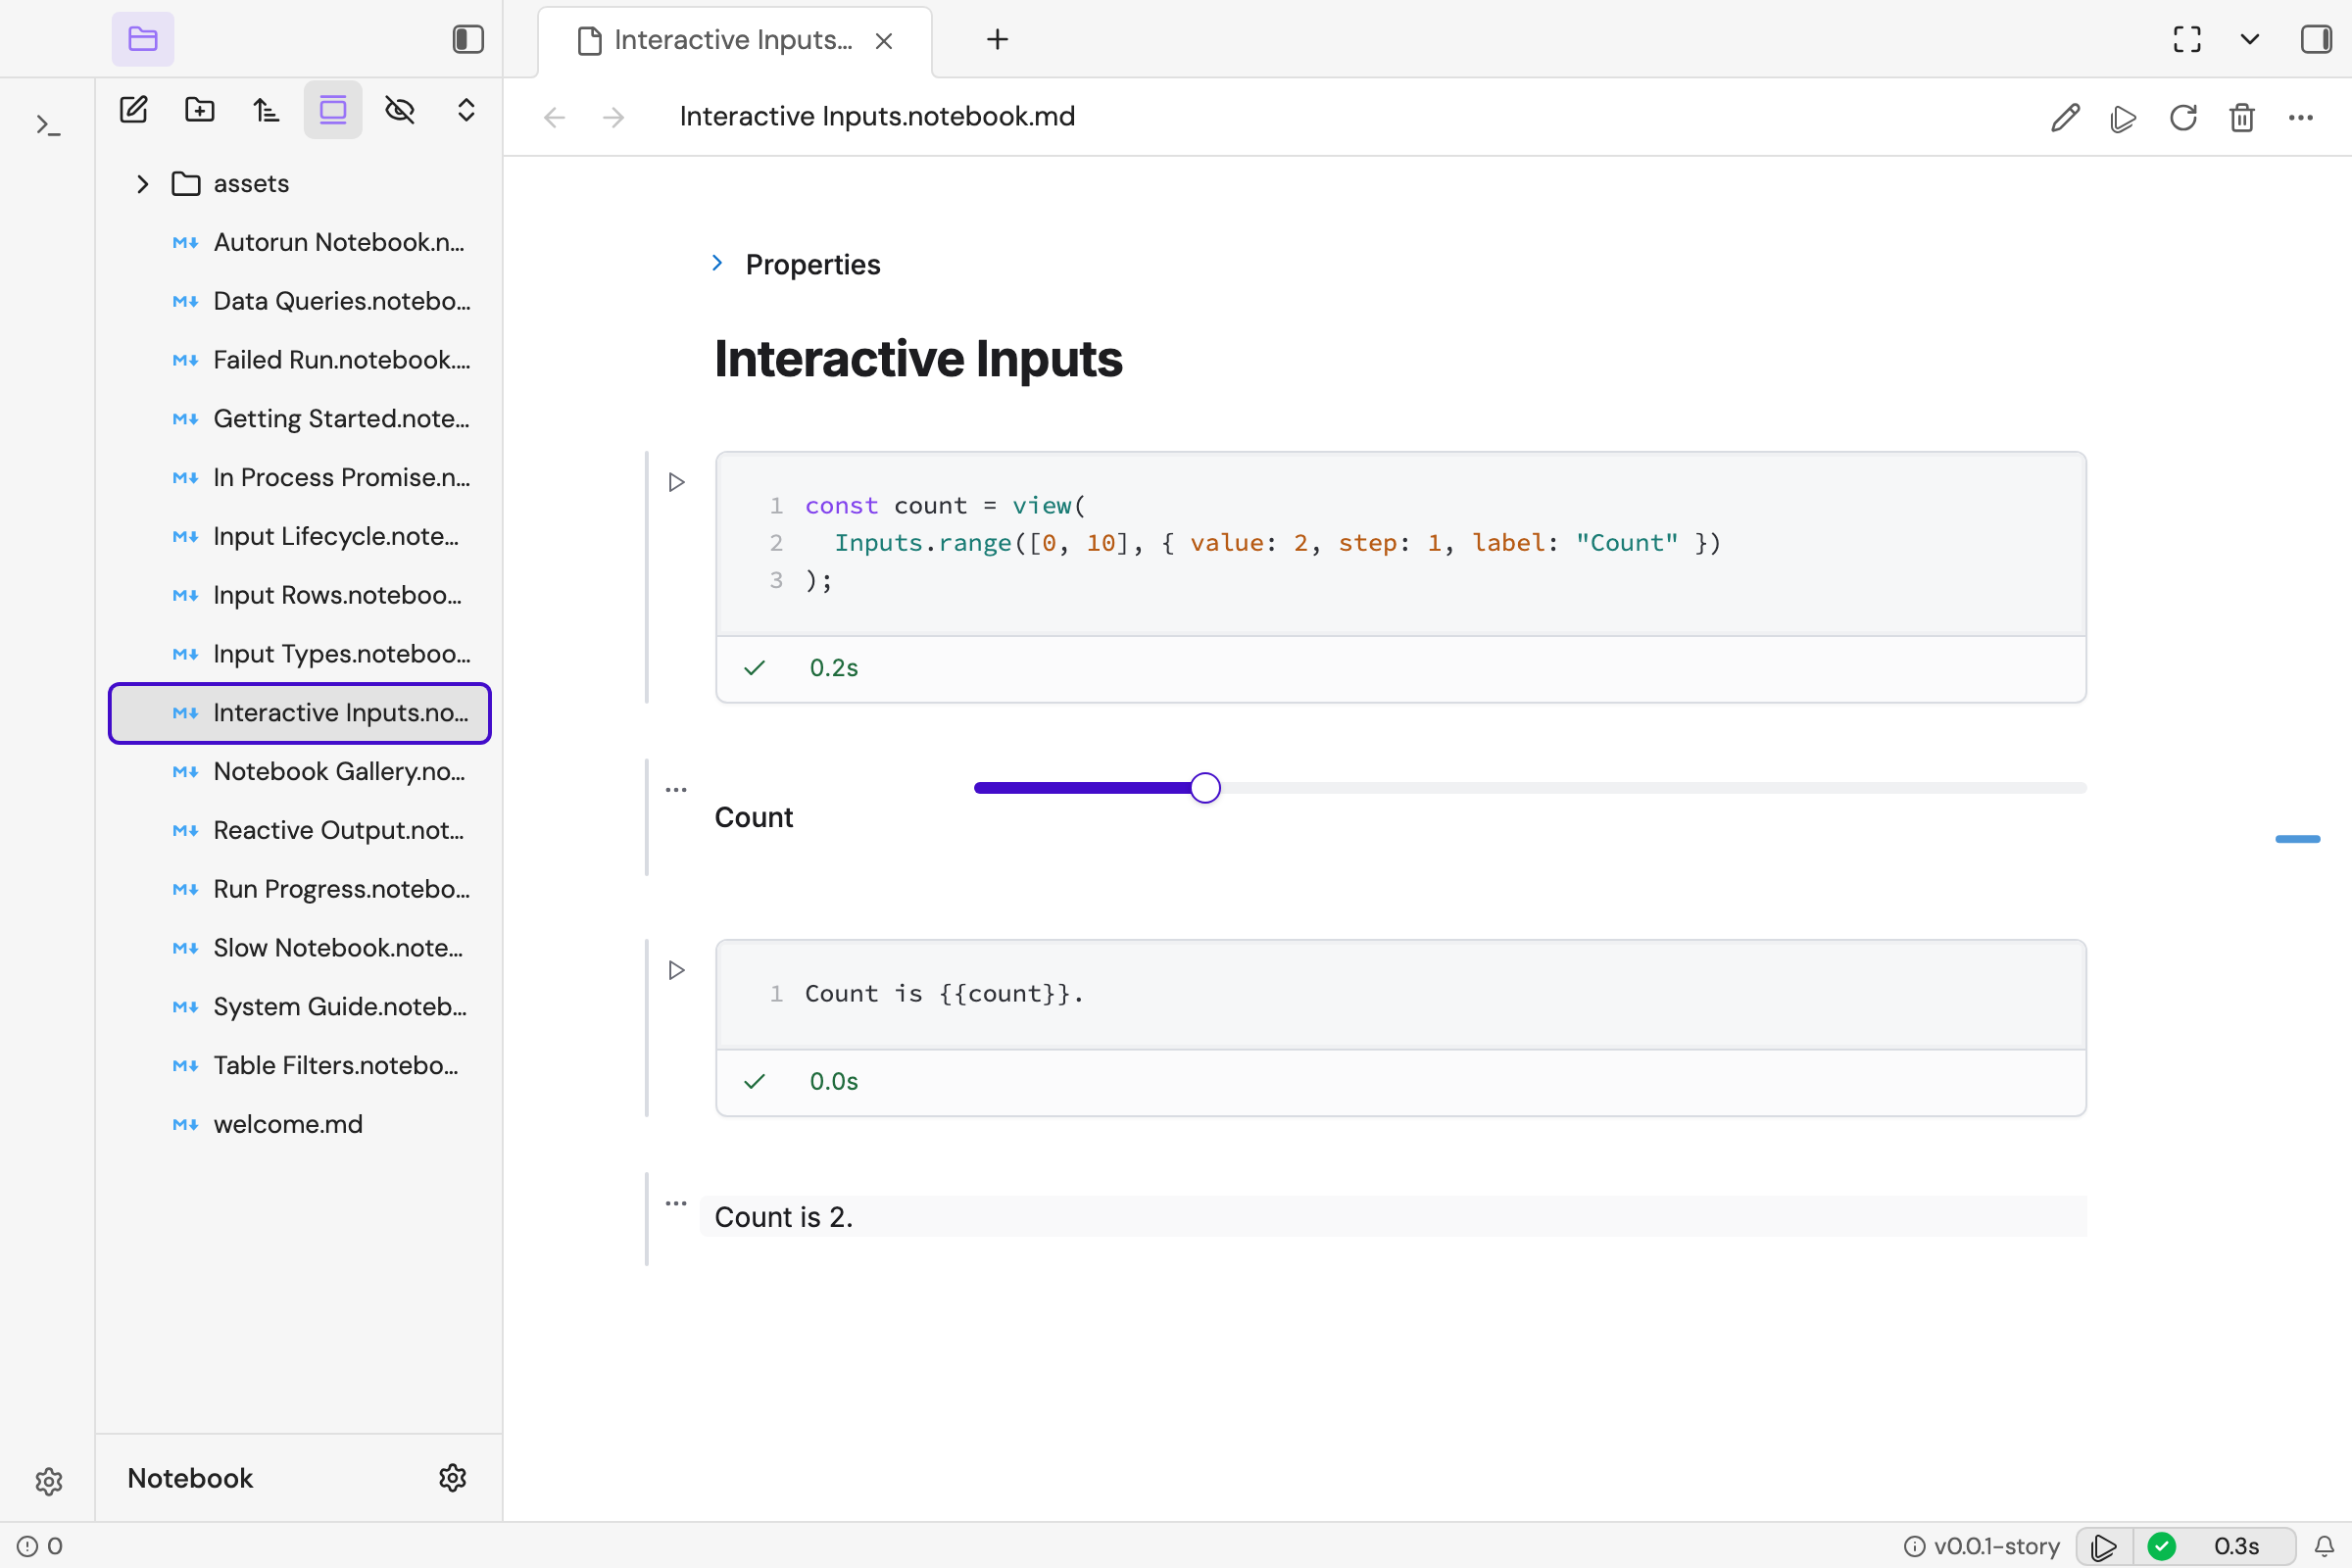 Interactive Inputs...
Interactive Inputs.notebook.md
assets
Autorun Notebook.n...
Data Queries.notebo...
Failed Run.notebook....
Getting Started.note...
In Process Promise.n...
Input Lifecycle.note...
Input Rows.noteboo...
Input Types.noteboo...
Interactive Inputs.no...
Notebook Gallery.no...
Reactive Output.not...
Run Progress.notebo...
Slow Notebook.note...
System Guide.noteb...
Table Filters.notebo...
welcome.md
Notebook
Properties
Interactive Inputs
1 const count = view(
2 Inputs.range([0, 10], { value: 2, step: 1, label: "Count" })
3 );
0.2s
Count
1 Count is {{count}}.
0.0s
Count is 2.
0
v0.0.1-story
0.3s